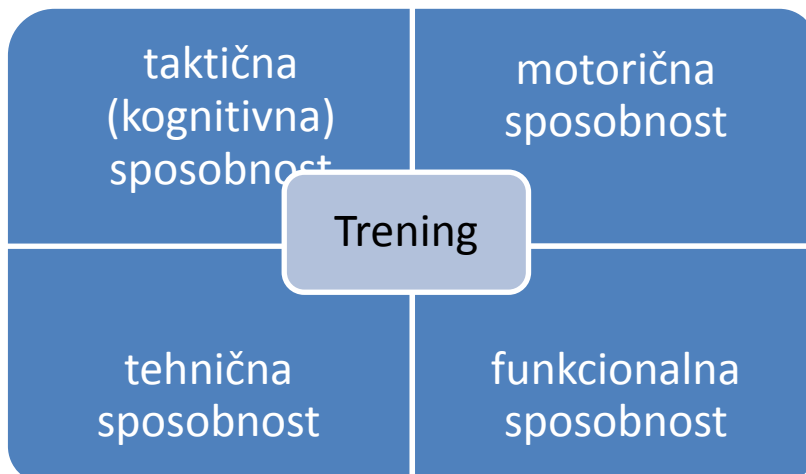 taktična
(kognitivna)
sposobnost
motorična
sposobnost
Trening
tehnična
sposobnost
funkcionalna
sposobnost